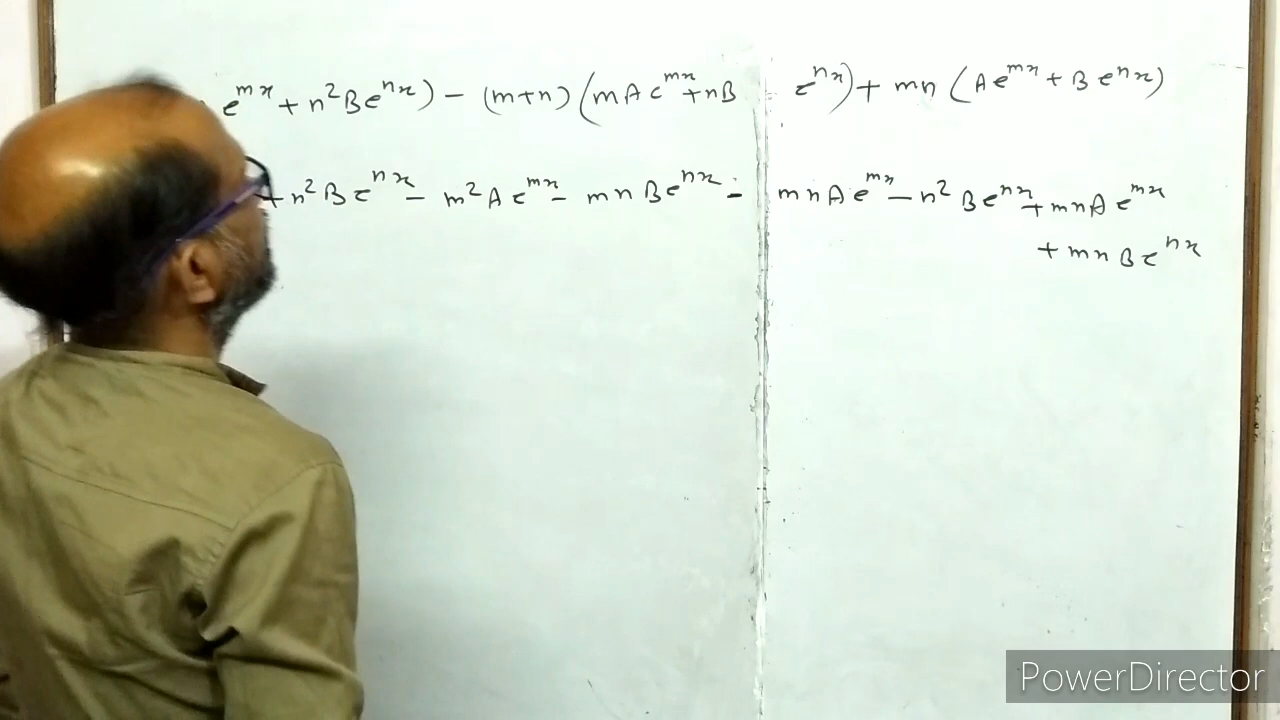 e^{mx} + n²Be^{nx}) - (m+n) (mAe^{mx} + nB e^{nx}) + mn (Ae^{mx} + Be^{nx})
+ n²Be^{nx} - m²Ae^{mx} - mnBe^{nx} - mnAe^{mx} - n²Be^{nx} + mnAe^{mx}
+ mnBe^{nx}
PowerDirector